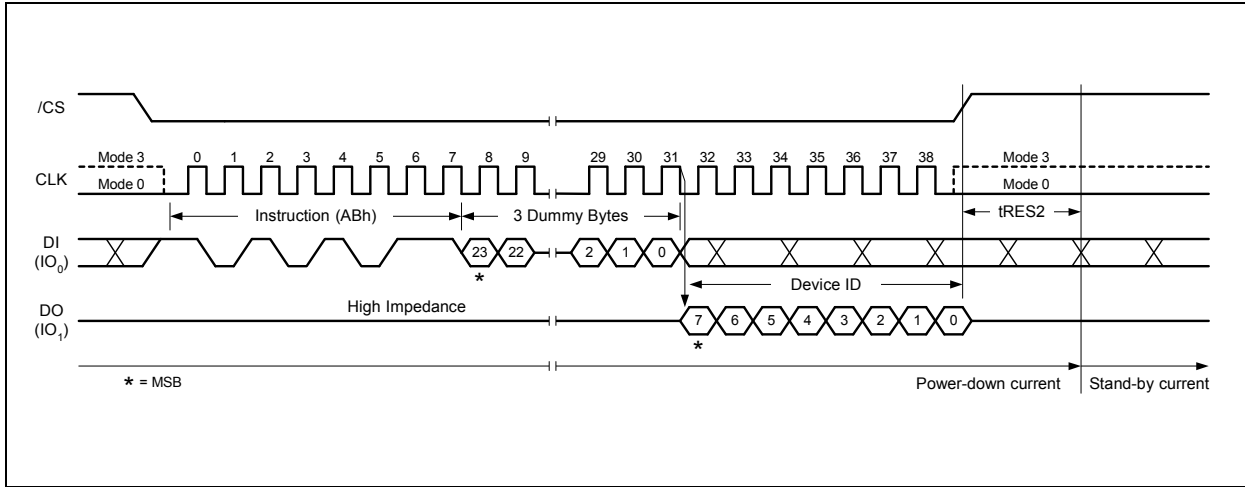 /CS
Mode 3 0 1 2 3 4 5 6 7 8 9 29 30 31 32 33 34 35 36 37 38 Mode 3
CLK
Mode 0 Mode 0
Instruction (ABh) 3 Dummy Bytes tRES2
DI
(IO0)
23 22 2 1 0
*
Device ID
High Impedance
DO
(IO1)
7 6 5 4 3 2 1 0
*
* = MSB
Power-down current Stand-by current